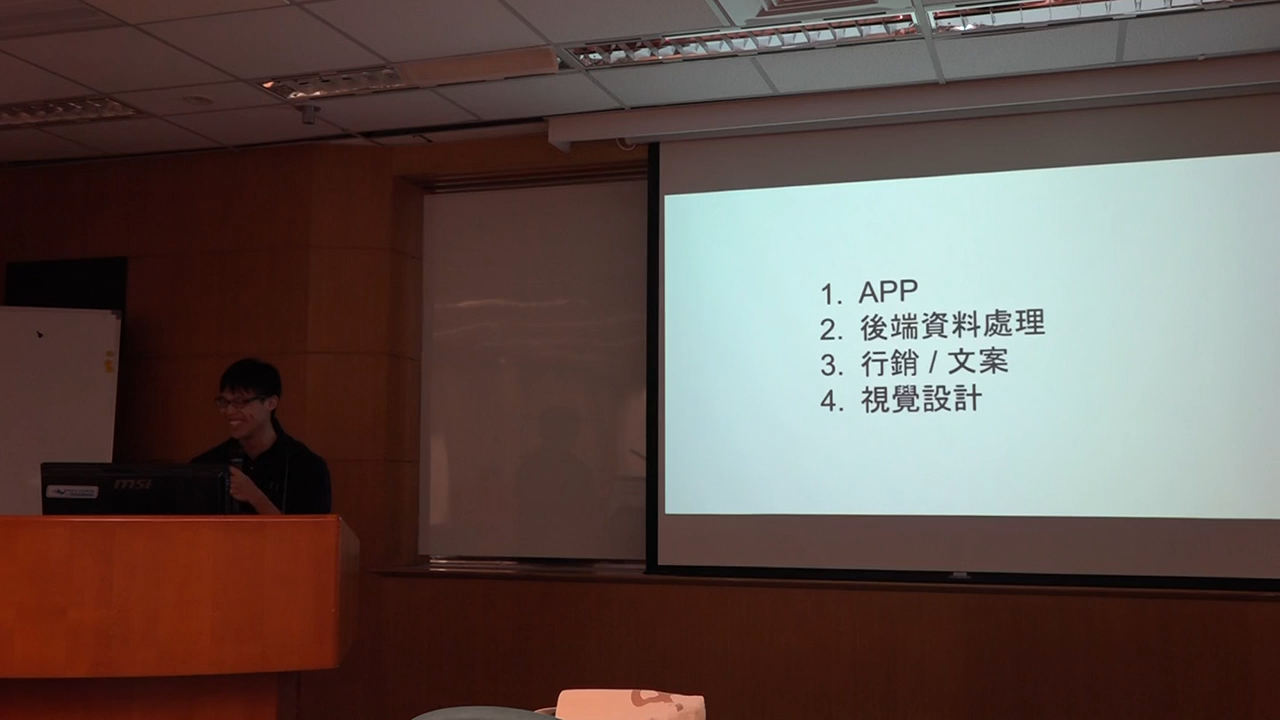 1. APP
2. 後端資料處理
3. 行銷 / 文案
4. 視覺設計
msi